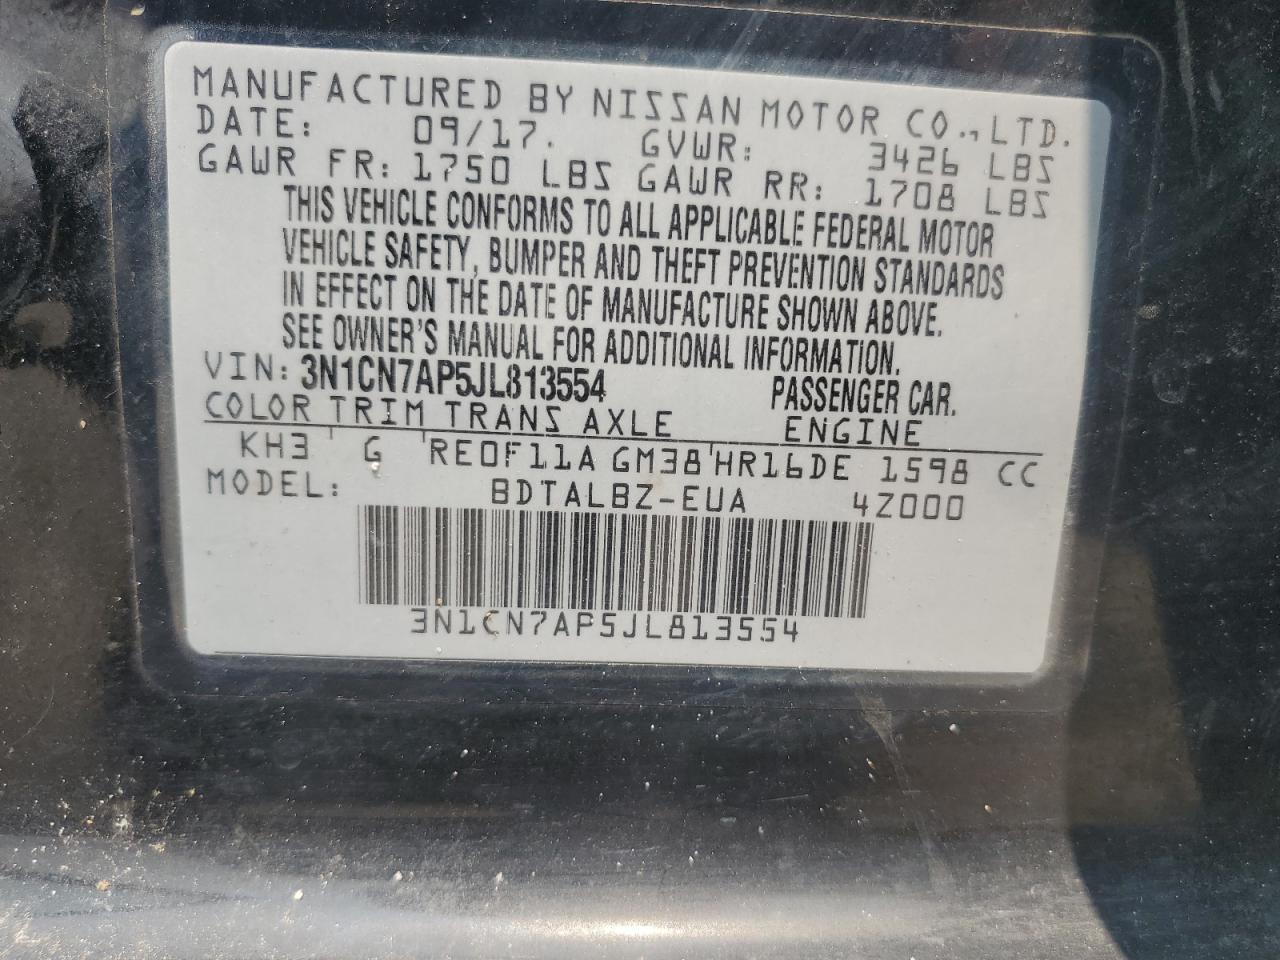 MANUFACTURED BY NISSAN MOTOR CO., LTD.
DATE: 09/17. GVWR: 3426 LBS
GAWR FR: 1750 LBS GAWR RR: 1708 LBS
THIS VEHICLE CONFORMS TO ALL APPLICABLE FEDERAL MOTOR
VEHICLE SAFETY, BUMPER AND THEFT PREVENTION STANDARDS
IN EFFECT ON THE DATE OF MANUFACTURE SHOWN ABOVE.
SEE OWNER'S MANUAL FOR ADDITIONAL INFORMATION.
VIN: 3N1CN7AP5JL813554 PASSENGER CAR.
COLOR TRIM TRANS AXLE ENGINE
KH3 G RE0F11A GM38 HR16DE 1598 CC
MODEL: BDTALBZ-EUA 4Z000
3N1CN7AP5JL813554